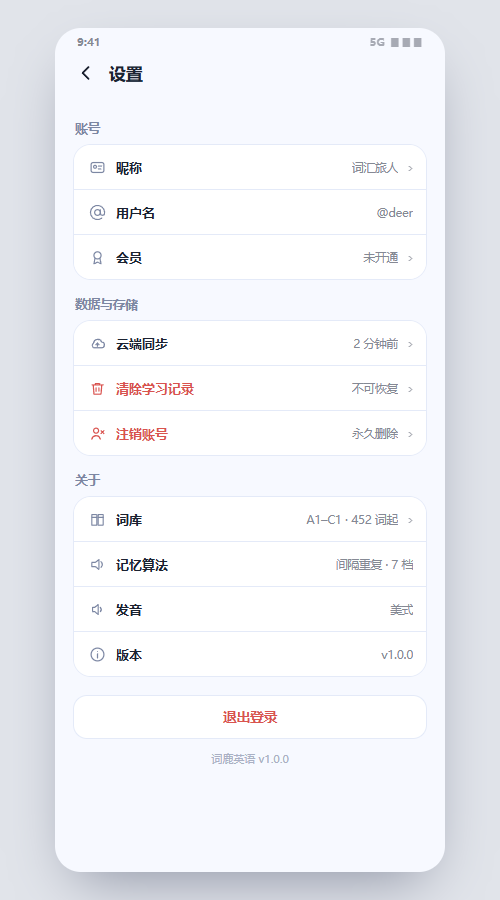 9:41 5G
设置
账号
昵称 词汇旅人 ›
用户名 @deer
会员 未开通 ›
数据与存储
云端同步 2 分钟前 ›
清除学习记录 不可恢复 ›
注销账号 永久删除 ›
关于
词库 A1–C1 · 452 词起 ›
记忆算法 间隔重复 · 7 档
发音 美式
版本 v1.0.0
退出登录
词鹿英语 v1.0.0